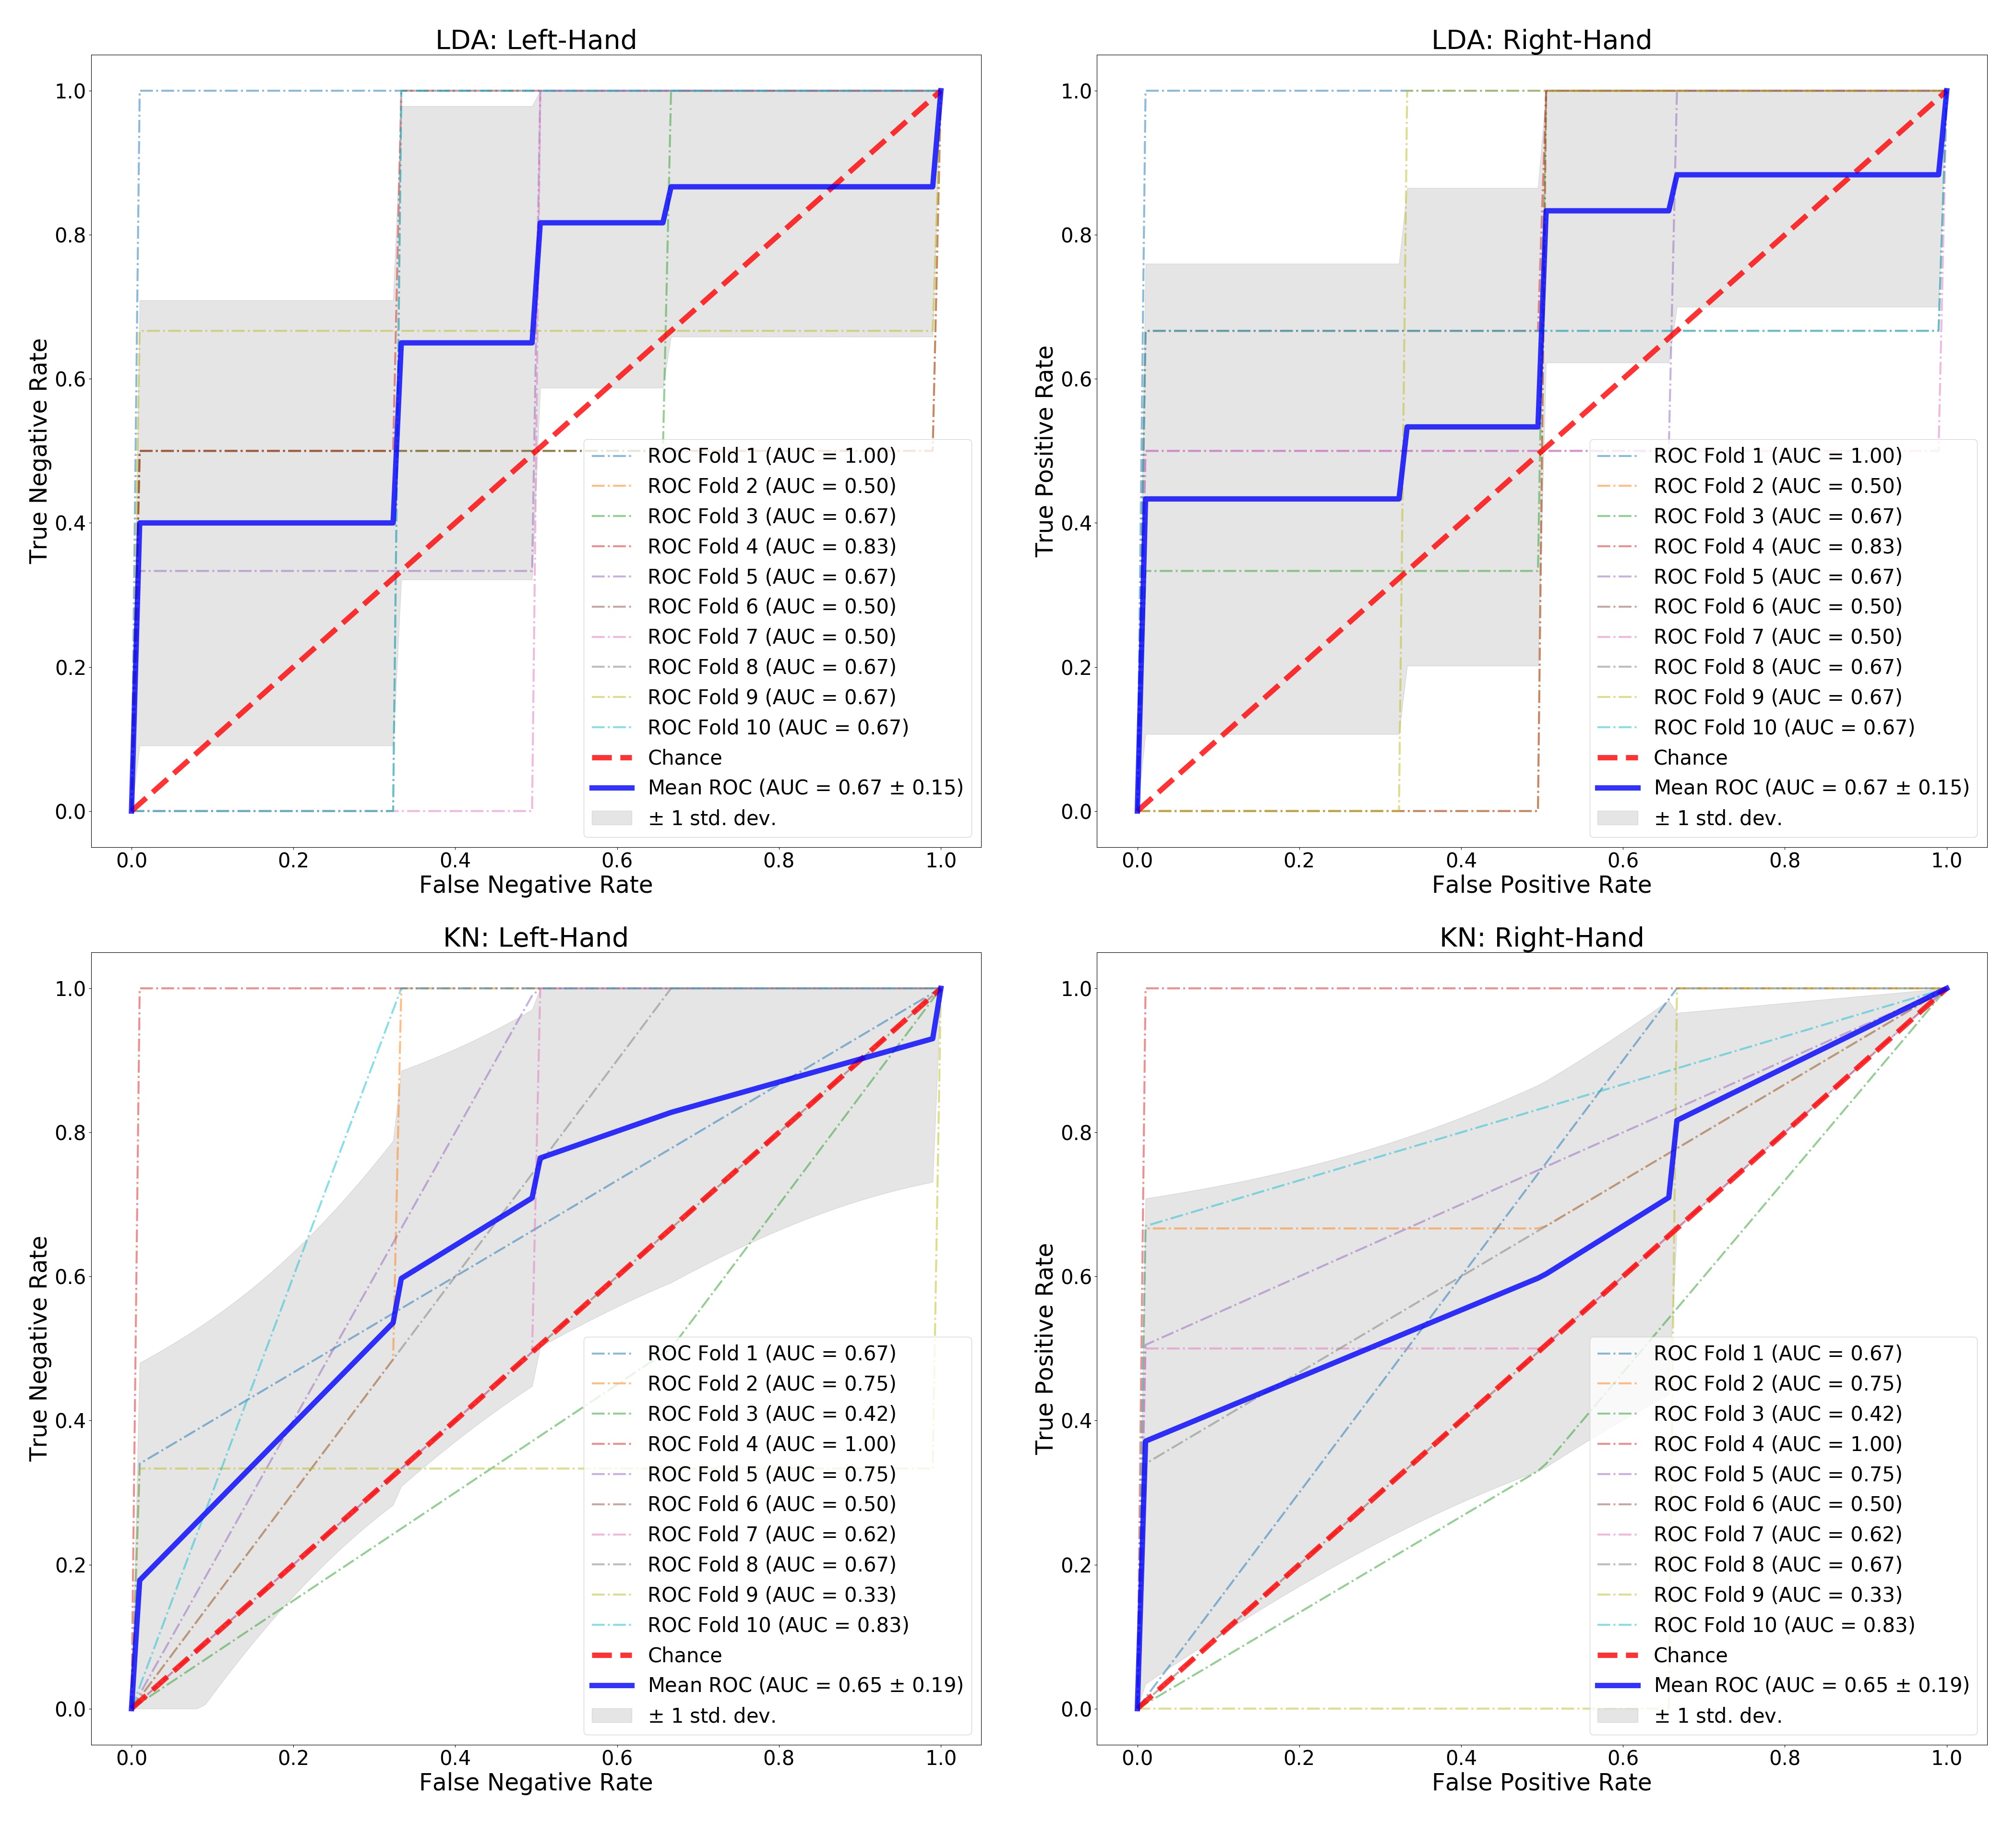 LDA: Left-Hand
True Negative Rate
1.0
0.8
0.6
0.4
0.2
0.0
ROC Fold 1 (AUC = 1.00)
ROC Fold 2 (AUC = 0.50)
ROC Fold 3 (AUC = 0.67)
ROC Fold 4 (AUC = 0.83)
ROC Fold 5 (AUC = 0.67)
ROC Fold 6 (AUC = 0.50)
ROC Fold 7 (AUC = 0.50)
ROC Fold 8 (AUC = 0.67)
ROC Fold 9 (AUC = 0.67)
ROC Fold 10 (AUC = 0.67)
Chance
Mean ROC (AUC = 0.67 ± 0.15)
± 1 std. dev.
0.0 0.2 0.4 0.6 0.8 1.0
False Negative Rate
LDA: Right-Hand
True Positive Rate
1.0
0.8
0.6
0.4
0.2
0.0
ROC Fold 1 (AUC = 1.00)
ROC Fold 2 (AUC = 0.50)
ROC Fold 3 (AUC = 0.67)
ROC Fold 4 (AUC = 0.83)
ROC Fold 5 (AUC = 0.67)
ROC Fold 6 (AUC = 0.50)
ROC Fold 7 (AUC = 0.50)
ROC Fold 8 (AUC = 0.67)
ROC Fold 9 (AUC = 0.67)
ROC Fold 10 (AUC = 0.67)
Chance
Mean ROC (AUC = 0.67 ± 0.15)
± 1 std. dev.
0.0 0.2 0.4 0.6 0.8 1.0
False Positive Rate
KN: Left-Hand
True Negative Rate
1.0
0.8
0.6
0.4
0.2
0.0
ROC Fold 1 (AUC = 0.67)
ROC Fold 2 (AUC = 0.75)
ROC Fold 3 (AUC = 0.42)
ROC Fold 4 (AUC = 1.00)
ROC Fold 5 (AUC = 0.75)
ROC Fold 6 (AUC = 0.50)
ROC Fold 7 (AUC = 0.62)
ROC Fold 8 (AUC = 0.67)
ROC Fold 9 (AUC = 0.33)
ROC Fold 10 (AUC = 0.83)
Chance
Mean ROC (AUC = 0.65 ± 0.19)
± 1 std. dev.
0.0 0.2 0.4 0.6 0.8 1.0
False Negative Rate
KN: Right-Hand
True Positive Rate
1.0
0.8
0.6
0.4
0.2
0.0
ROC Fold 1 (AUC = 0.67)
ROC Fold 2 (AUC = 0.75)
ROC Fold 3 (AUC = 0.42)
ROC Fold 4 (AUC = 1.00)
ROC Fold 5 (AUC = 0.75)
ROC Fold 6 (AUC = 0.50)
ROC Fold 7 (AUC = 0.62)
ROC Fold 8 (AUC = 0.67)
ROC Fold 9 (AUC = 0.33)
ROC Fold 10 (AUC = 0.83)
Chance
Mean ROC (AUC = 0.65 ± 0.19)
± 1 std. dev.
0.0 0.2 0.4 0.6 0.8 1.0
False Positive Rate